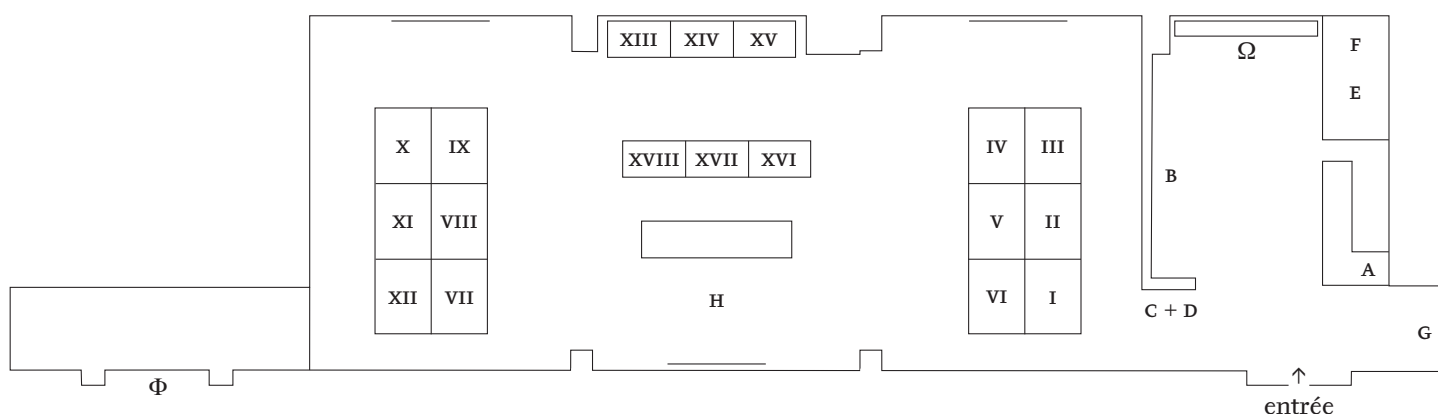 XIII XIV XV
Ω
F
E
X IX
IV III
XVIII XVII XVI
B
XI VIII
V II
A
XII VII
H
VI I
C + D
G
Φ
↑
entrée